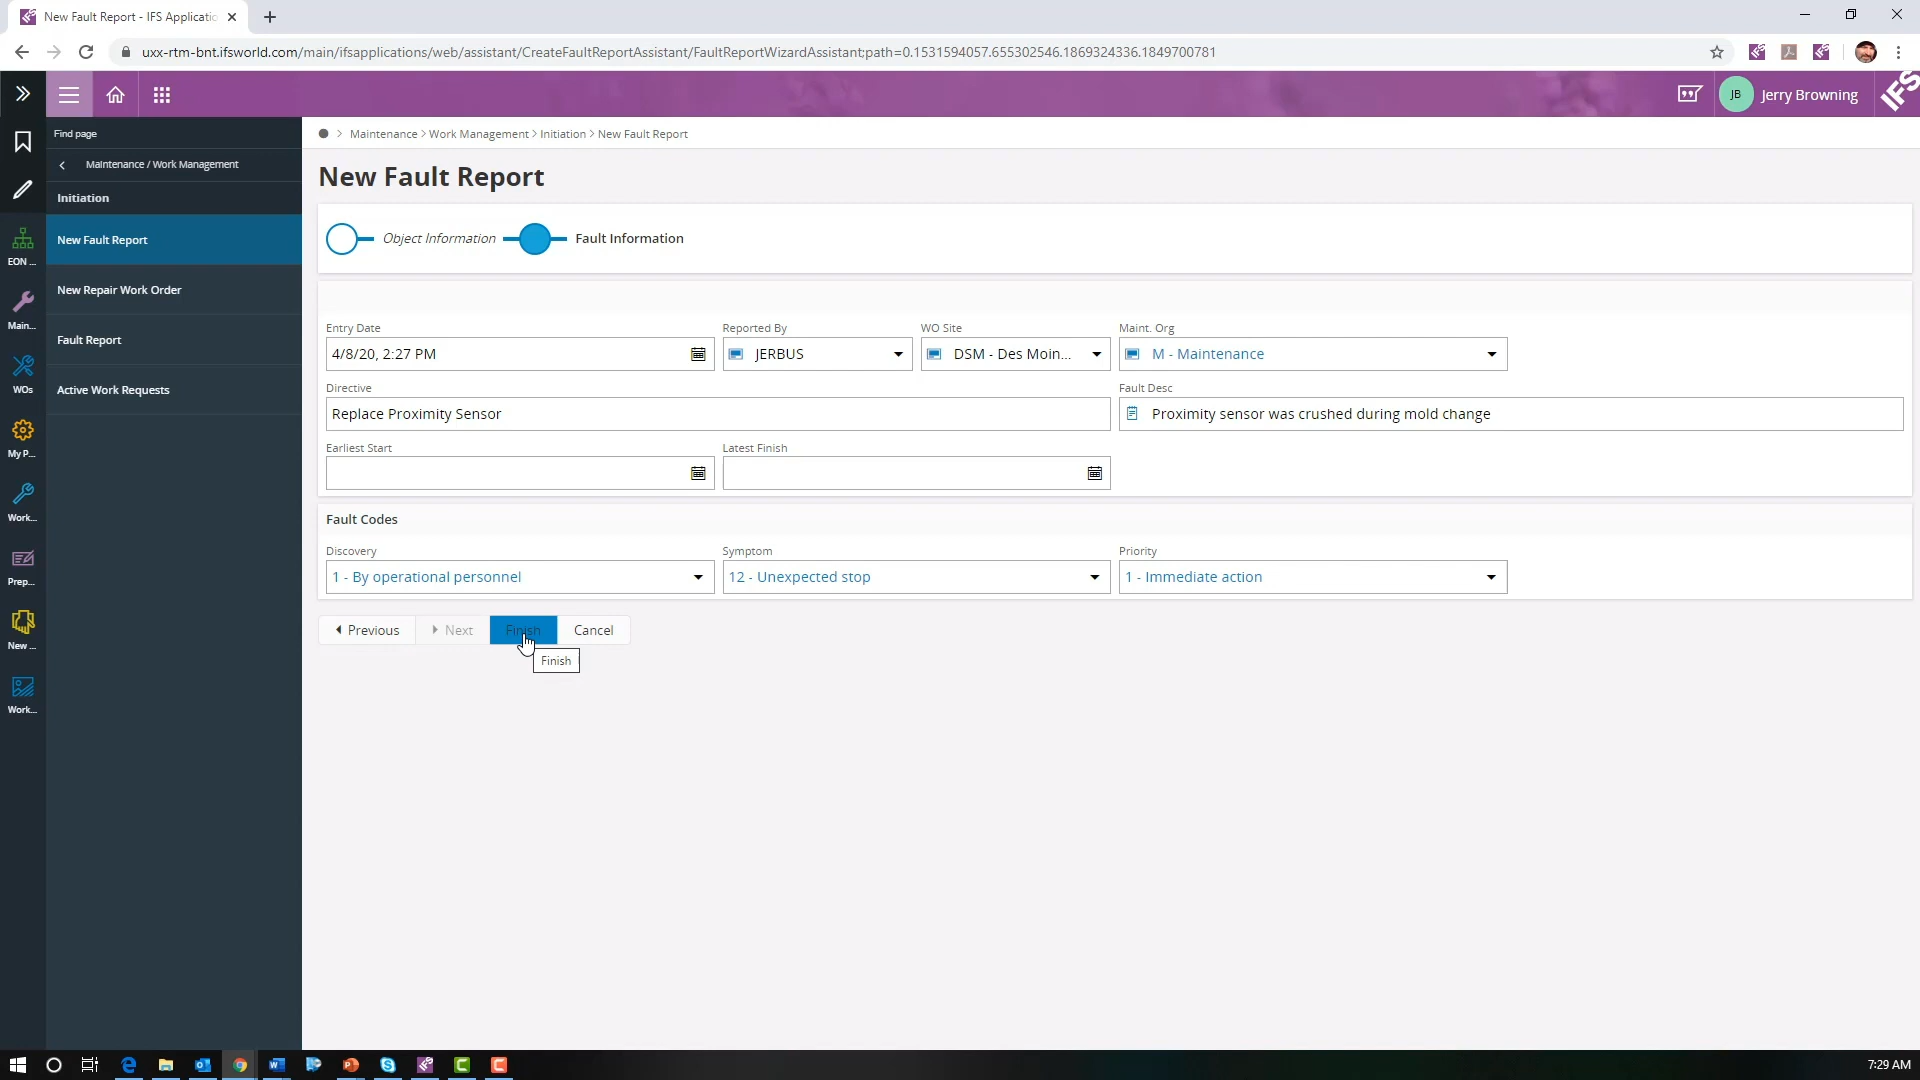 New Fault Report - IFS Applicatio
uxx-rtm-bnt.ifsworld.com/main/ifsapplications/web/assistant/CreateFaultReportAssistant/FaultReportWizardAssistant;path=0.1531594057.655302546.1869324336.1849700781
JB Jerry Browning IFS
Find page
Maintenance > Work Management > Initiation > New Fault Report
Maintenance / Work Management
New Fault Report
Initiation
New Fault Report
Object Information
Fault Information
EON ...
New Repair Work Order
Main...
Entry Date
Reported By
WO Site
Maint. Org
Fault Report
4/8/20, 2:27 PM
JERBUS
DSM - Des Moin...
M - Maintenance
WOs
Active Work Requests
Directive
Fault Desc
Replace Proximity Sensor
Proximity sensor was crushed during mold change
Earliest Start
Latest Finish
My P...
Work...
Fault Codes
Discovery
Symptom
Priority
1 - By operational personnel
12 - Unexpected stop
1 - Immediate action
Prep...
Previous
Next
Finish
Cancel
Finish
New ...
Work...
7:29 AM